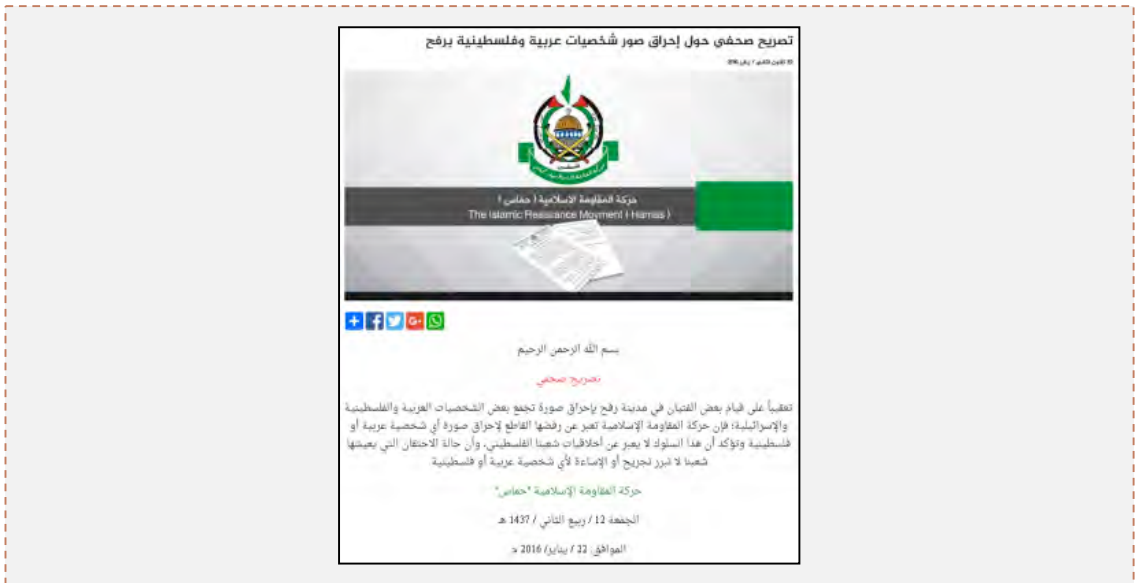 تصريح صحفي حول إحراق صور شخصيات عربية وفلسطينية برفح
فلسطين
حركة المقاومة الاسلامية ( حماس )
The Islamic Resistance Movment ( Hamas )
بسم الله الرحمن الرحيم
تصريح صحفي
تعقيباً على قيام بعض الفتيان في مدينة رفح بإحراق صورة تجمع بعض الشخصيات العربية والفلسطينية
والإسرائيلية؛ فإن حركة المقاومة الإسلامية تعبر عن رفضها القاطع لإحراق صورة أي شخصية عربية أو
فلسطينية وتؤكد أن هذا السلوك لا يعبر عن أخلاقيات شعبنا الفلسطيني، وأن حالة الاحتقان التي يعيشها
شعبنا لا تبرر تجريح أو الإساءة لأي شخصية عربية أو فلسطينية
حركة المقاومة الإسلامية "حماس"
الجمعة 12 / ربيع الثاني / 1437 هـ
الموافق: 22 / يناير/ 2016 م